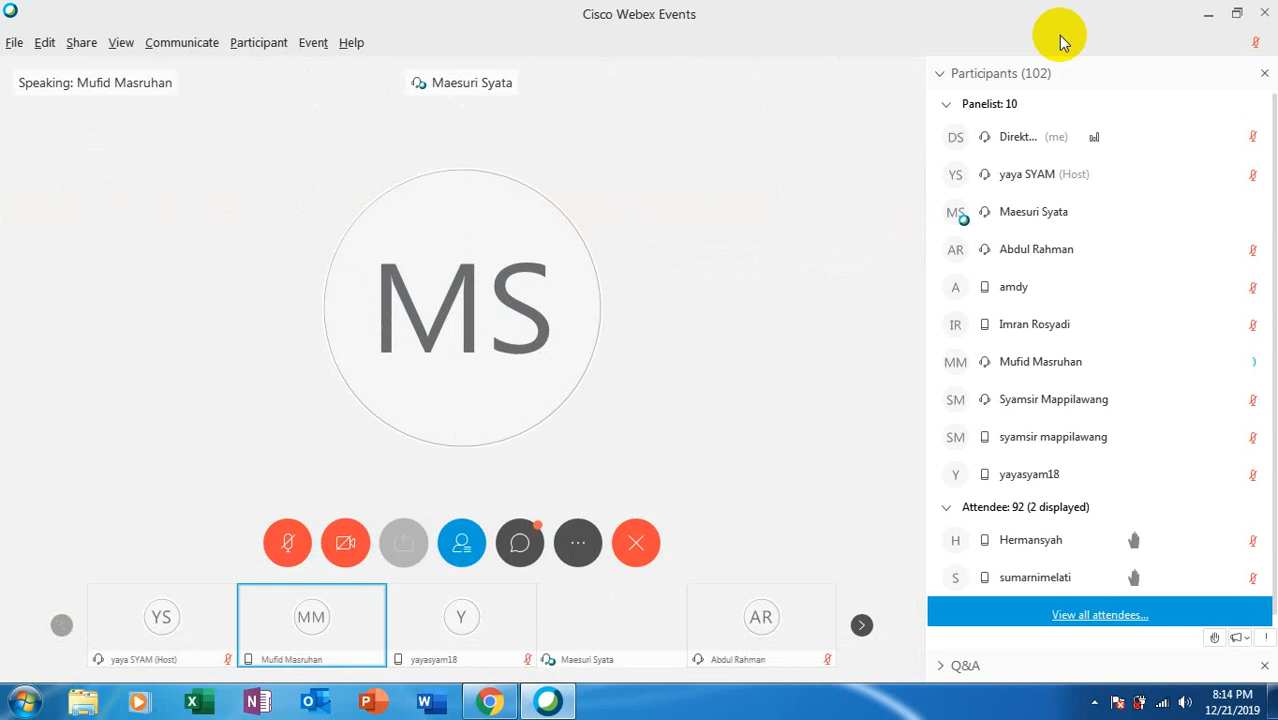 Cisco Webex Events
File Edit Share View Communicate Participant Event Help
Speaking: Mufid Masruhan
Maesuri Syata
MS
YS
yaya SYAM (Host)
MM
Mufid Masruhan
Y
yayasyam18
Maesuri Syata
AR
Abdul Rahman
Participants (102)
Panelist: 10
DS Direkt... (me)
YS yaya SYAM (Host)
MS Maesuri Syata
AR Abdul Rahman
A amdy
IR Imran Rosyadi
MM Mufid Masruhan
SM Syamsir Mappilawang
SM syamsir mappilawang
Y yayasyam18
Attendee: 92 (2 displayed)
H Hermansyah
S sumarnimelati
View all attendees...
Q&A
8:14 PM
12/21/2019